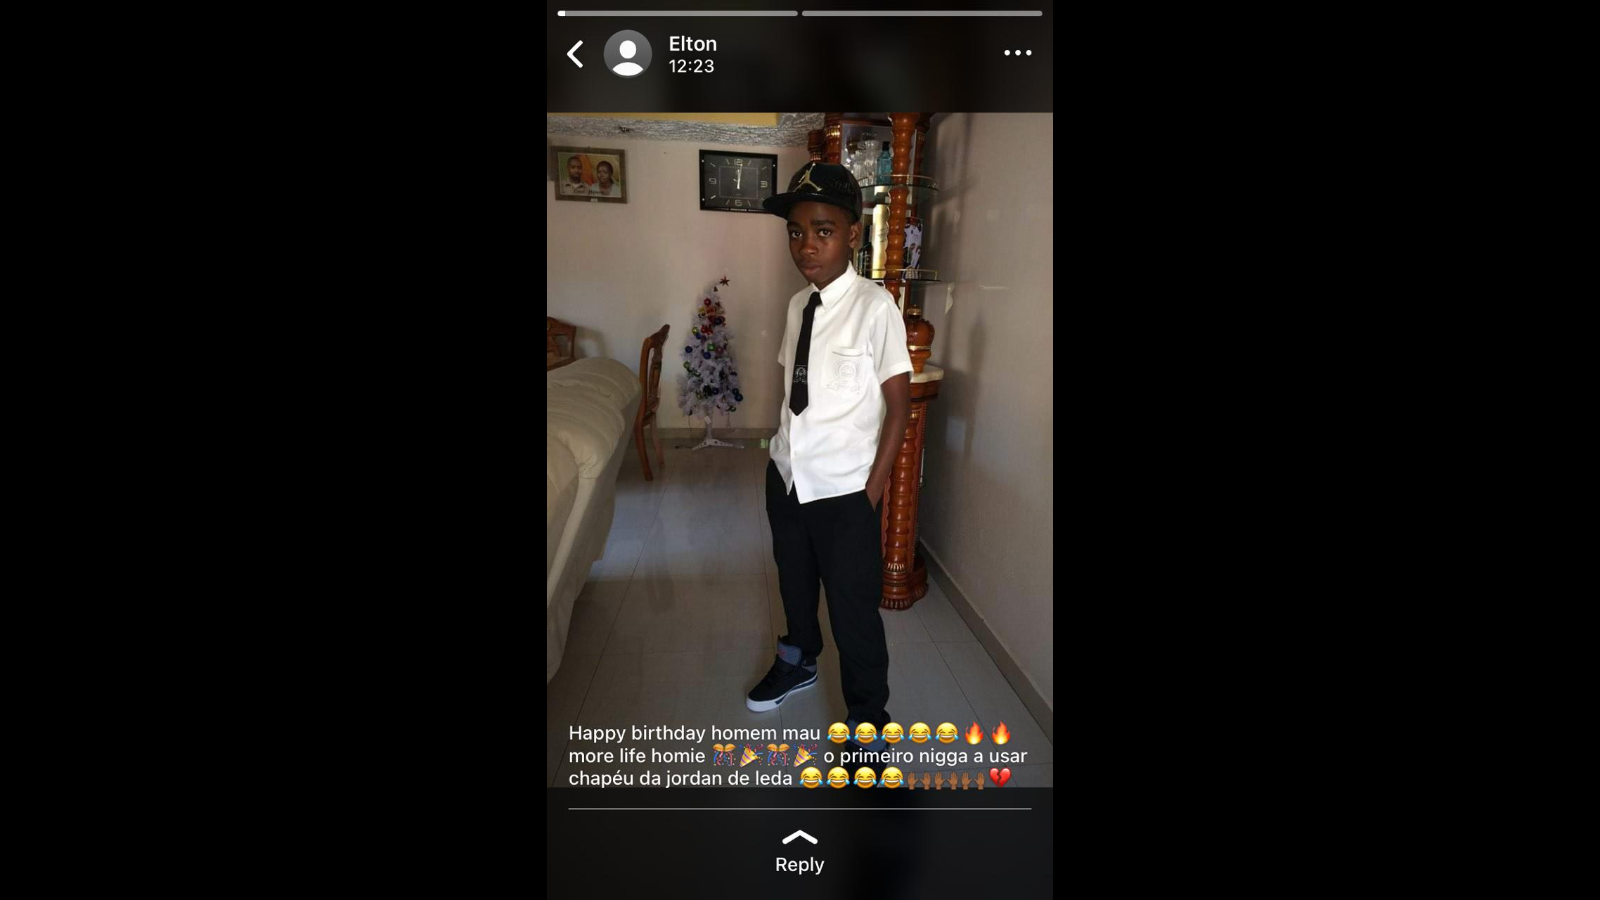 Elton
12:23
Happy birthday homem mau 😂😂😂😂😂🔥🔥
more life homie 🎊🎉🎊🎉 o primeiro nigga a usar
chapéu da jordan de leda 😂😂😂😂🙌🏾🙌🏾🙌🏾💔
Reply